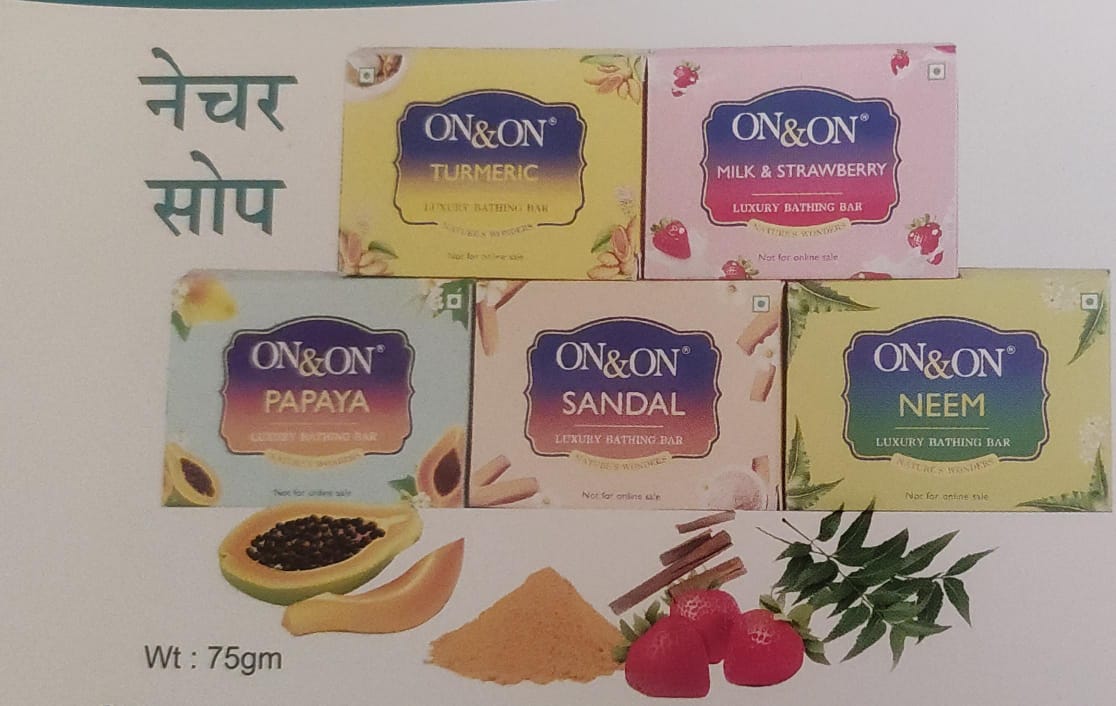 नेचर
सोप
ON&ON®
TURMERIC
LUXURY BATHING BAR
NATURE'S WONDERS
Not for online sale
ON&ON®
MILK & STRAWBERRY
LUXURY BATHING BAR
NATURE'S WONDERS
Not for online sale
ON&ON®
PAPAYA
LUXURY BATHING BAR
NATURE'S WONDERS
Not for online sale
ON&ON®
SANDAL
LUXURY BATHING BAR
NATURE'S WONDERS
Not for online sale
ON&ON®
NEEM
LUXURY BATHING BAR
NATURE'S WONDERS
Not for online sale
Wt : 75gm